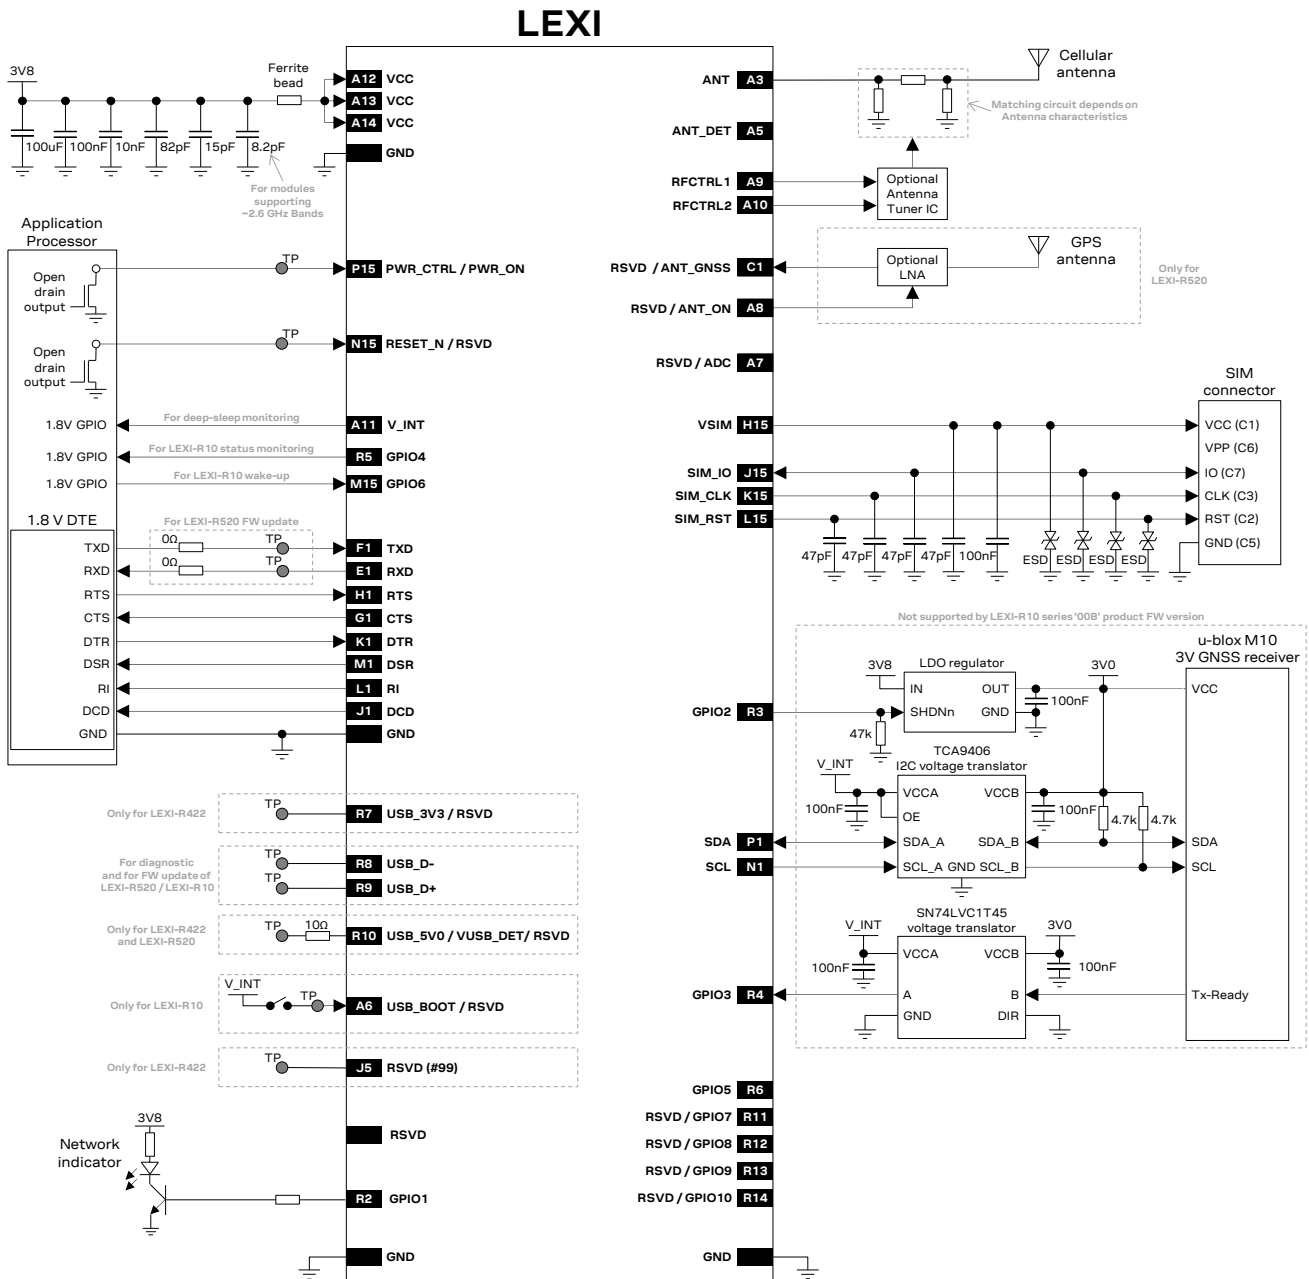 LEXI
3V8
Ferrite
bead
100uF
100nF
10nF
82pF
15pF
8.2pF
For modules
supporting
~2.6 GHz Bands
A12 VCC
A13 VCC
A14 VCC
GND
Application
Processor
Open
drain
output
TP
P15 PWR_CTRL / PWR_ON
Open
drain
output
TP
N15 RESET_N / RSVD
1.8V GPIO
For deep-sleep monitoring
A11 V_INT
1.8V GPIO
For LEXI-R10 status monitoring
R5 GPIO4
1.8V GPIO
For LEXI-R10 wake-up
M15 GPIO6
1.8 V DTE
For LEXI-R520 FW update
TXD
0Ω
TP
F1 TXD
RXD
0Ω
TP
E1 RXD
RTS
H1 RTS
CTS
G1 CTS
DTR
K1 DTR
DSR
M1 DSR
RI
L1 RI
DCD
J1 DCD
GND
GND
Only for LEXI-R422
TP
R7 USB_3V3 / RSVD
For diagnostic
and for FW update of
LEXI-R520 / LEXI-R10
TP
R8 USB_D-
TP
R9 USB_D+
Only for LEXI-R422
and LEXI-R520
TP
10Ω
R10 USB_5V0 / VUSB_DET/ RSVD
Only for LEXI-R10
V_INT
TP
A6 USB_BOOT / RSVD
Only for LEXI-R422
TP
J5 RSVD (#99)
RSVD
3V8
Network
indicator
R2 GPIO1
GND
ANT A3
Cellular
antenna
Matching circuit depends on
Antenna characteristics
ANT_DET A5
RFCTRL1 A9
RFCTRL2 A10
Optional
Antenna
Tuner IC
RSVD / ANT_GNSS C1
Optional
LNA
GPS
antenna
Only for
LEXI-R520
RSVD / ANT_ON A8
RSVD / ADC A7
SIM
connector
VSIM H15
VCC (C1)
VPP (C6)
SIM_IO J15
IO (C7)
SIM_CLK K15
CLK (C3)
SIM_RST L15
RST (C2)
GND (C5)
47pF
47pF
47pF
47pF
100nF
ESD
ESD
ESD
ESD
Not supported by LEXI-R10 series '00B' product FW version
u-blox M10
3V GNSS receiver
3V8
LDO regulator
3V0
IN
OUT
VCC
100nF
GPIO2 R3
SHDNn
GND
47k
TCA9406
I2C voltage translator
V_INT
VCCA
VCCB
100nF
100nF
OE
4.7k
4.7k
SDA P1
SDA_A
SDA_B
SDA
SCL N1
SCL_A GND SCL_B
SCL
SN74LVC1T45
voltage translator
V_INT
3V0
VCCA
VCCB
100nF
100nF
GPIO3 R4
A
B
Tx-Ready
GND
DIR
GPIO5 R6
RSVD / GPIO7 R11
RSVD / GPIO8 R12
RSVD / GPIO9 R13
RSVD / GPIO10 R14
GND